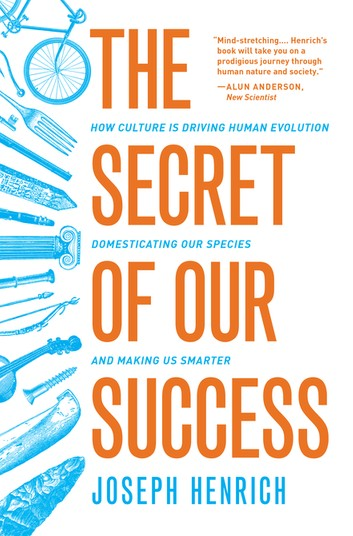 THE
"Mind-stretching.... Henrich's
book will take you on a
prodigious journey through
human nature and society."
—ALUN ANDERSON,
New Scientist
HOW CULTURE IS DRIVING HUMAN EVOLUTION
SECRET
DOMESTICATING OUR SPECIES
OF OUR
AND MAKING US SMARTER
SUCCESS
JOSEPH HENRICH